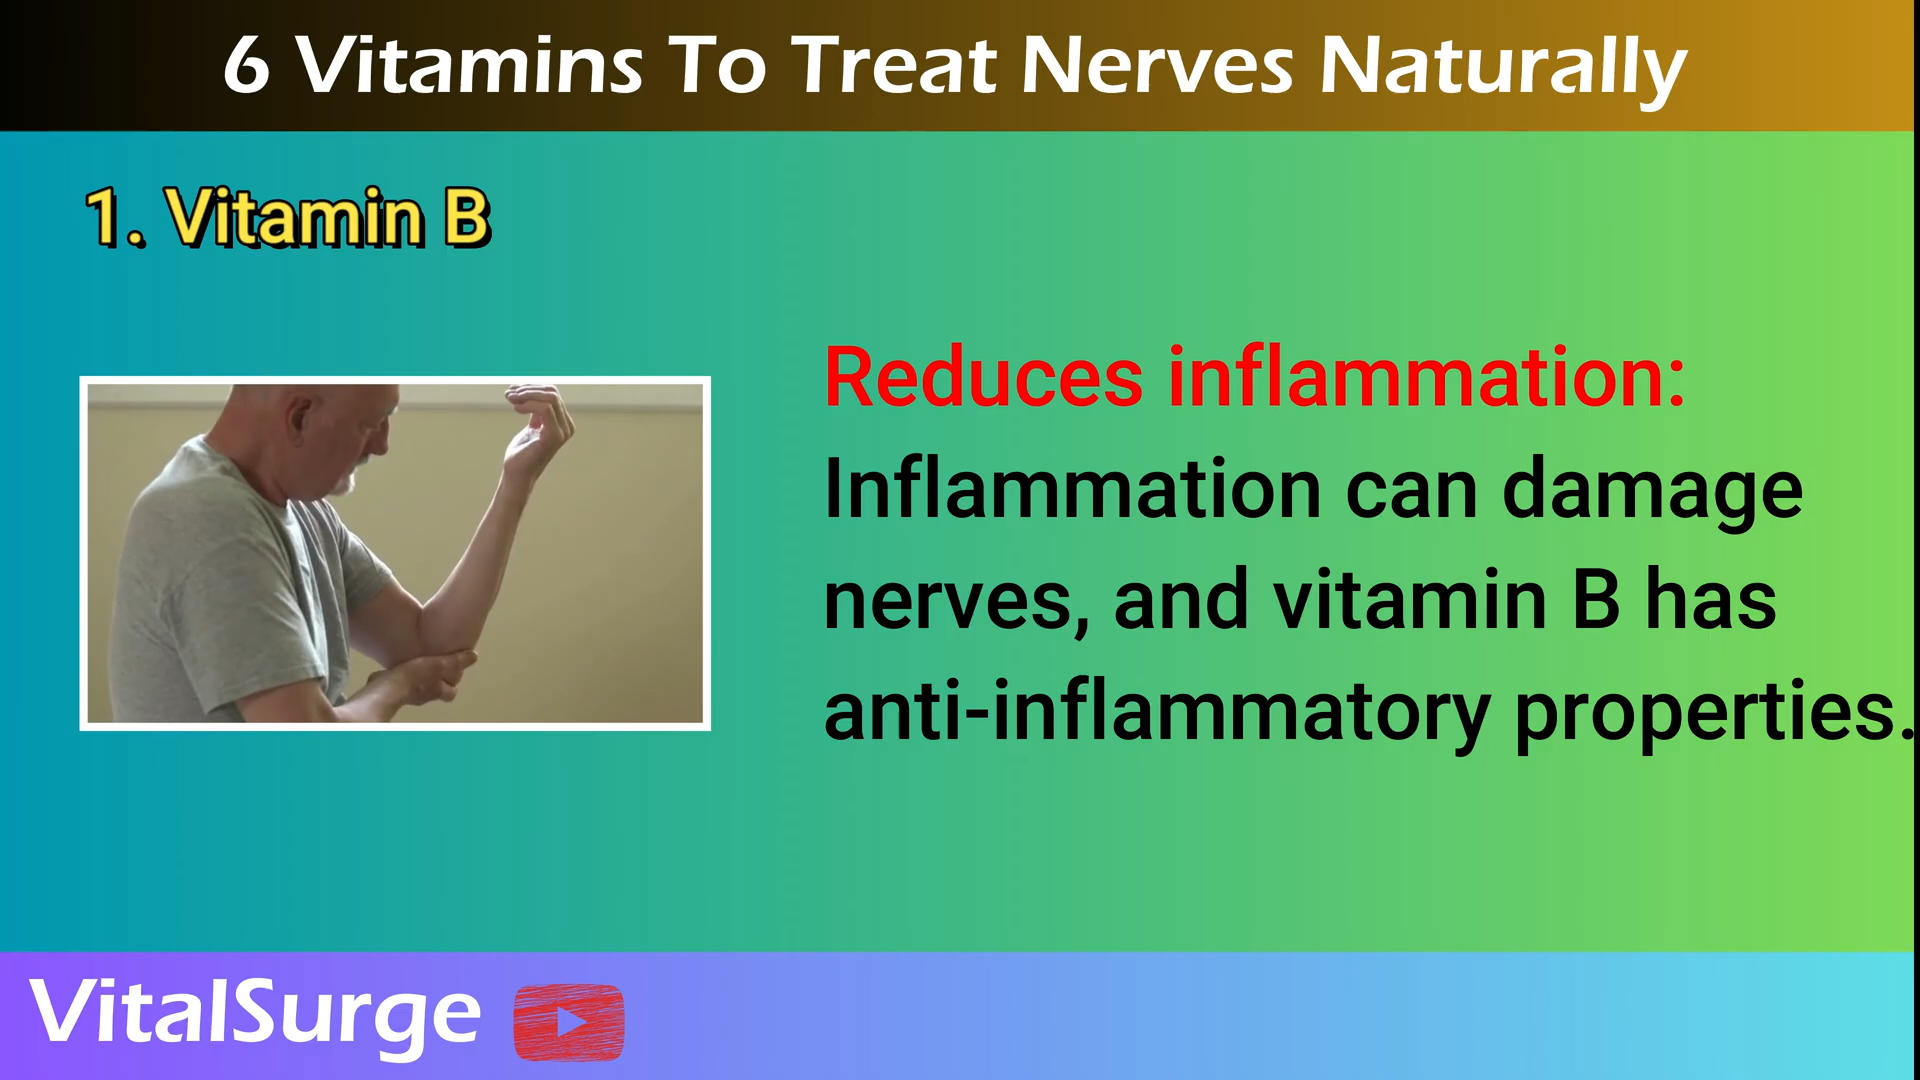 6 Vitamins To Treat Nerves Naturally
1. Vitamin B
Reduces inflammation:
Inflammation can damage
nerves, and vitamin B has
anti-inflammatory properties.
VitalSurge